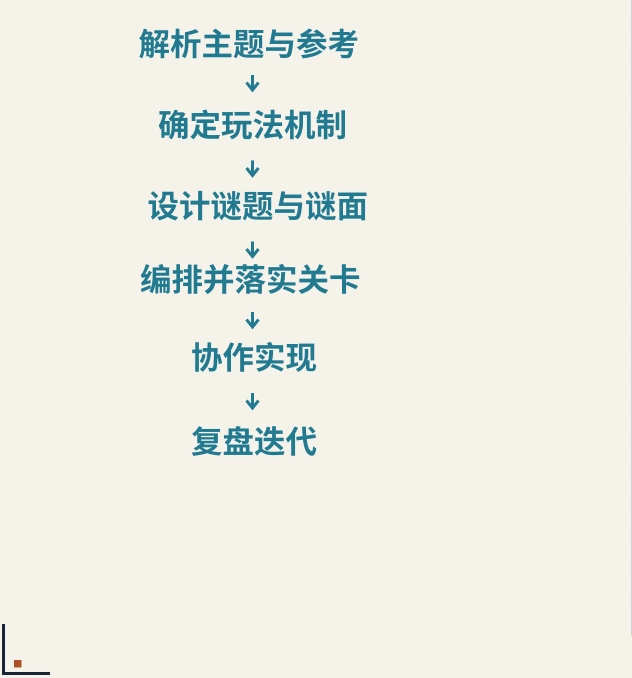 解析主题与参考
↓
确定玩法机制
↓
设计谜题与谜面
↓
编排并落实关卡
↓
协作实现
↓
复盘迭代